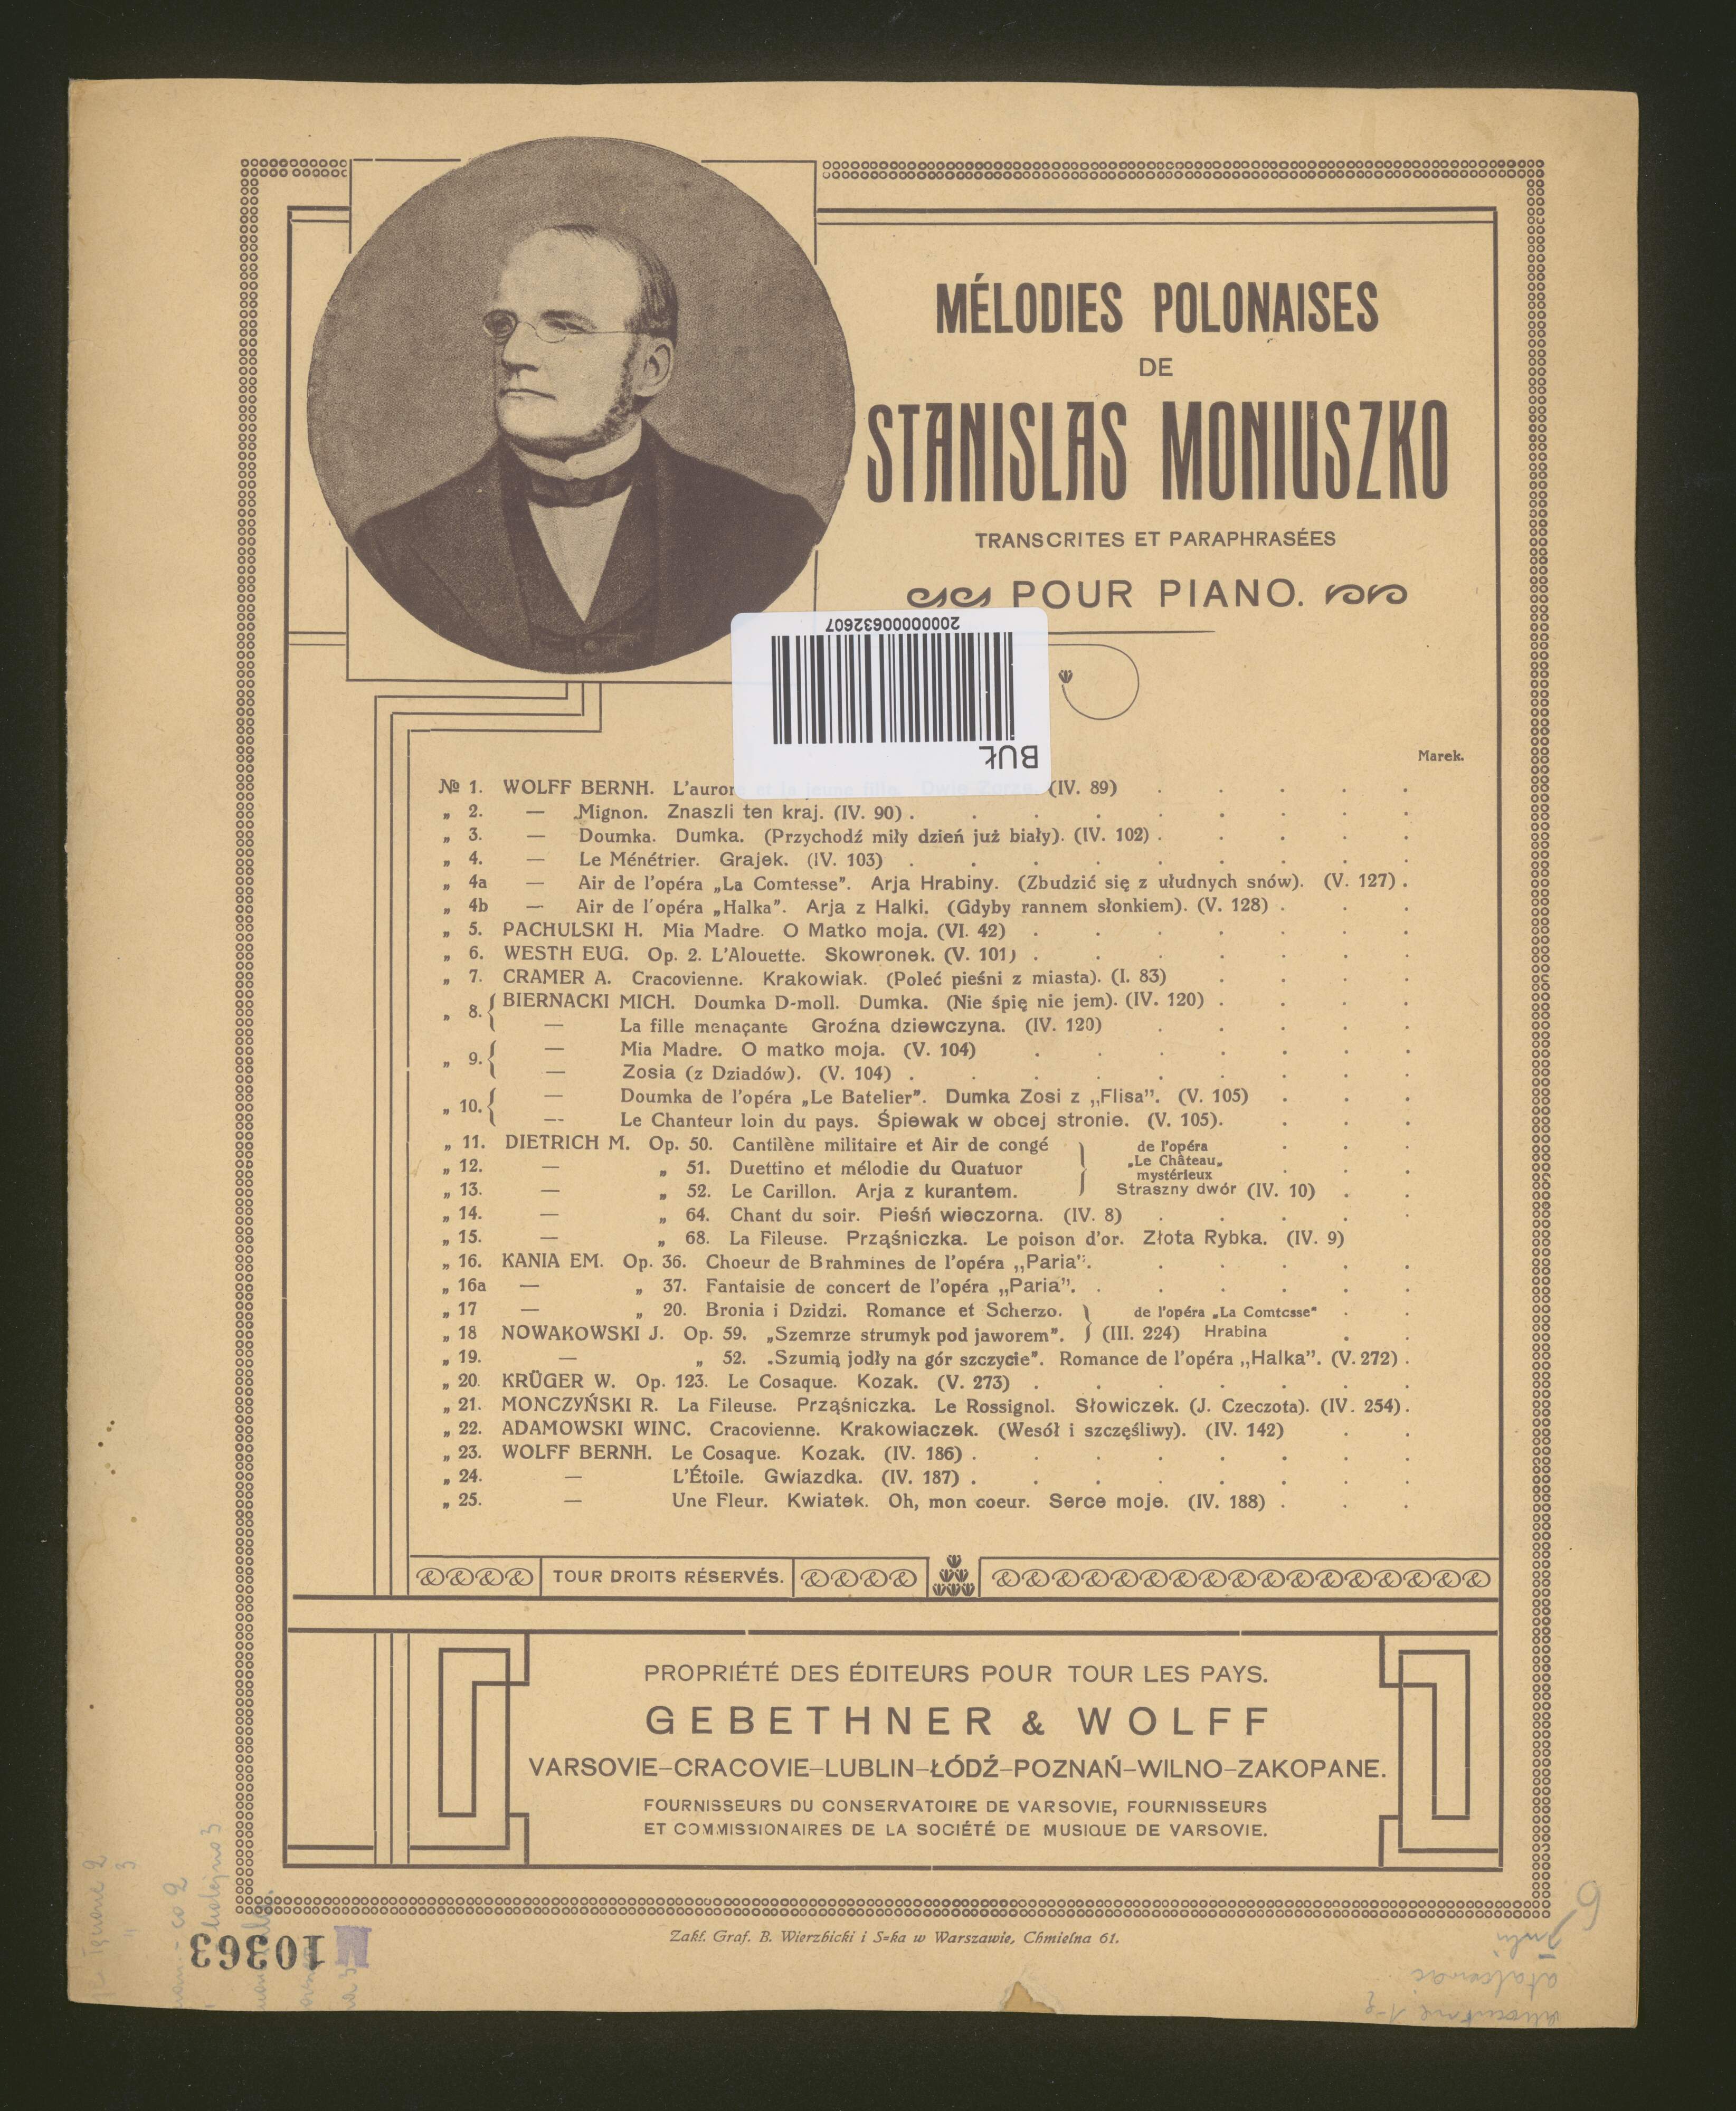 MÉLODIES POLONAISES
DE
STANISLAS MONIUSZKO
TRANSCRITES ET PARAPHRASÉES
POUR PIANO.
200000000632607
BUŁ
Marek.
№ 1. WOLFF BERNH. L'aurore et la jeune fille. Dwie Zorze. (IV. 89)
„ 2. — Mignon. Znaszli ten kraj. (IV. 90)
„ 3. — Doumka. Dumka. (Przychodź miły dzień już biały). (IV. 102)
„ 4. — Le Ménétrier. Grajek. (IV. 103)
„ 4a — Air de l'opéra „La Comtesse". Arja Hrabiny. (Zbudzić się z ułudnych snów). (V. 127)
„ 4b — Air de l'opéra „Halka". Arja z Halki. (Gdyby rannem słonkiem). (V. 128)
„ 5. PACHULSKI H. Mia Madre. O Matko moja. (VI. 42)
„ 6. WESTH EUG. Op. 2. L'Alouette. Skowronek. (V. 101)
„ 7. CRAMER A. Cracovienne. Krakowiak. (Poleć pieśni z miasta). (I. 83)
„ 8. BIERNACKI MICH. Doumka D-moll. Dumka. (Nie śpię nie jem). (IV. 120)
— La fille menaçante Groźna dziewczyna. (IV. 120)
„ 9. — Mia Madre. O matko moja. (V. 104)
— Zosia (z Dziadów). (V. 104)
„ 10. — Doumka de l'opéra „Le Batelier". Dumka Zosi z „Flisa". (V. 105)
— Le Chanteur loin du pays. Śpiewak w obcej stronie. (V. 105).
„ 11. DIETRICH M. Op. 50. Cantilène militaire et Air de congé de l'opéra
„ 12. — „ 51. Duettino et mélodie du Quatuor „Le Château„ mystérieux
„ 13. — „ 52. Le Carillon. Arja z kurantem. Straszny dwór (IV. 10)
„ 14. — „ 64. Chant du soir. Pieśń wieczorna. (IV. 8)
„ 15. — „ 68. La Fileuse. Prząśniczka. Le poison d'or. Złota Rybka. (IV. 9)
„ 16. KANIA EM. Op. 36. Choeur de Brahmines de l'opéra „Paria".
„ 16a — „ 37. Fantaisie de concert de l'opéra „Paria".
„ 17 — „ 20. Bronia i Dzidzi. Romance et Scherzo. de l'opéra „La Comtesse"
„ 18 NOWAKOWSKI J. Op. 59. „Szemrze strumyk pod jaworem". (III. 224) Hrabina
„ 19. — „ 52. „Szumią jodły na gór szczycie". Romance de l'opéra „Halka". (V. 272)
„ 20. KRÜGER W. Op. 123. Le Cosaque. Kozak. (V. 273)
„ 21. MONCZYŃSKI R. La Fileuse. Prząśniczka. Le Rossignol. Słowiczek. (J. Czeczota). (IV. 254)
„ 22. ADAMOWSKI WINC. Cracovienne. Krakowiaczek. (Wesół i szczęśliwy). (IV. 142)
„ 23. WOLFF BERNH. Le Cosaque. Kozak. (IV. 186)
„ 24. — L'Étoile. Gwiazdka. (IV. 187)
„ 25. — Une Fleur. Kwiatek. Oh, mon coeur. Serce moje. (IV. 188)
TOUR DROITS RÉSERVÉS.
PROPRIÉTÉ DES ÉDITEURS POUR TOUR LES PAYS.
GEBETHNER & WOLFF
VARSOVIE–CRACOVIE–LUBLIN–ŁÓDŹ–POZNAŃ–WILNO–ZAKOPANE.
FOURNISSEURS DU CONSERVATOIRE DE VARSOVIE, FOURNISSEURS
ET COMMISSIONAIRES DE LA SOCIÉTÉ DE MUSIQUE DE VARSOVIE.
Zakł. Graf. B. Wierzbicki i S=ka w Warszawie, Chmielna 61.
10363